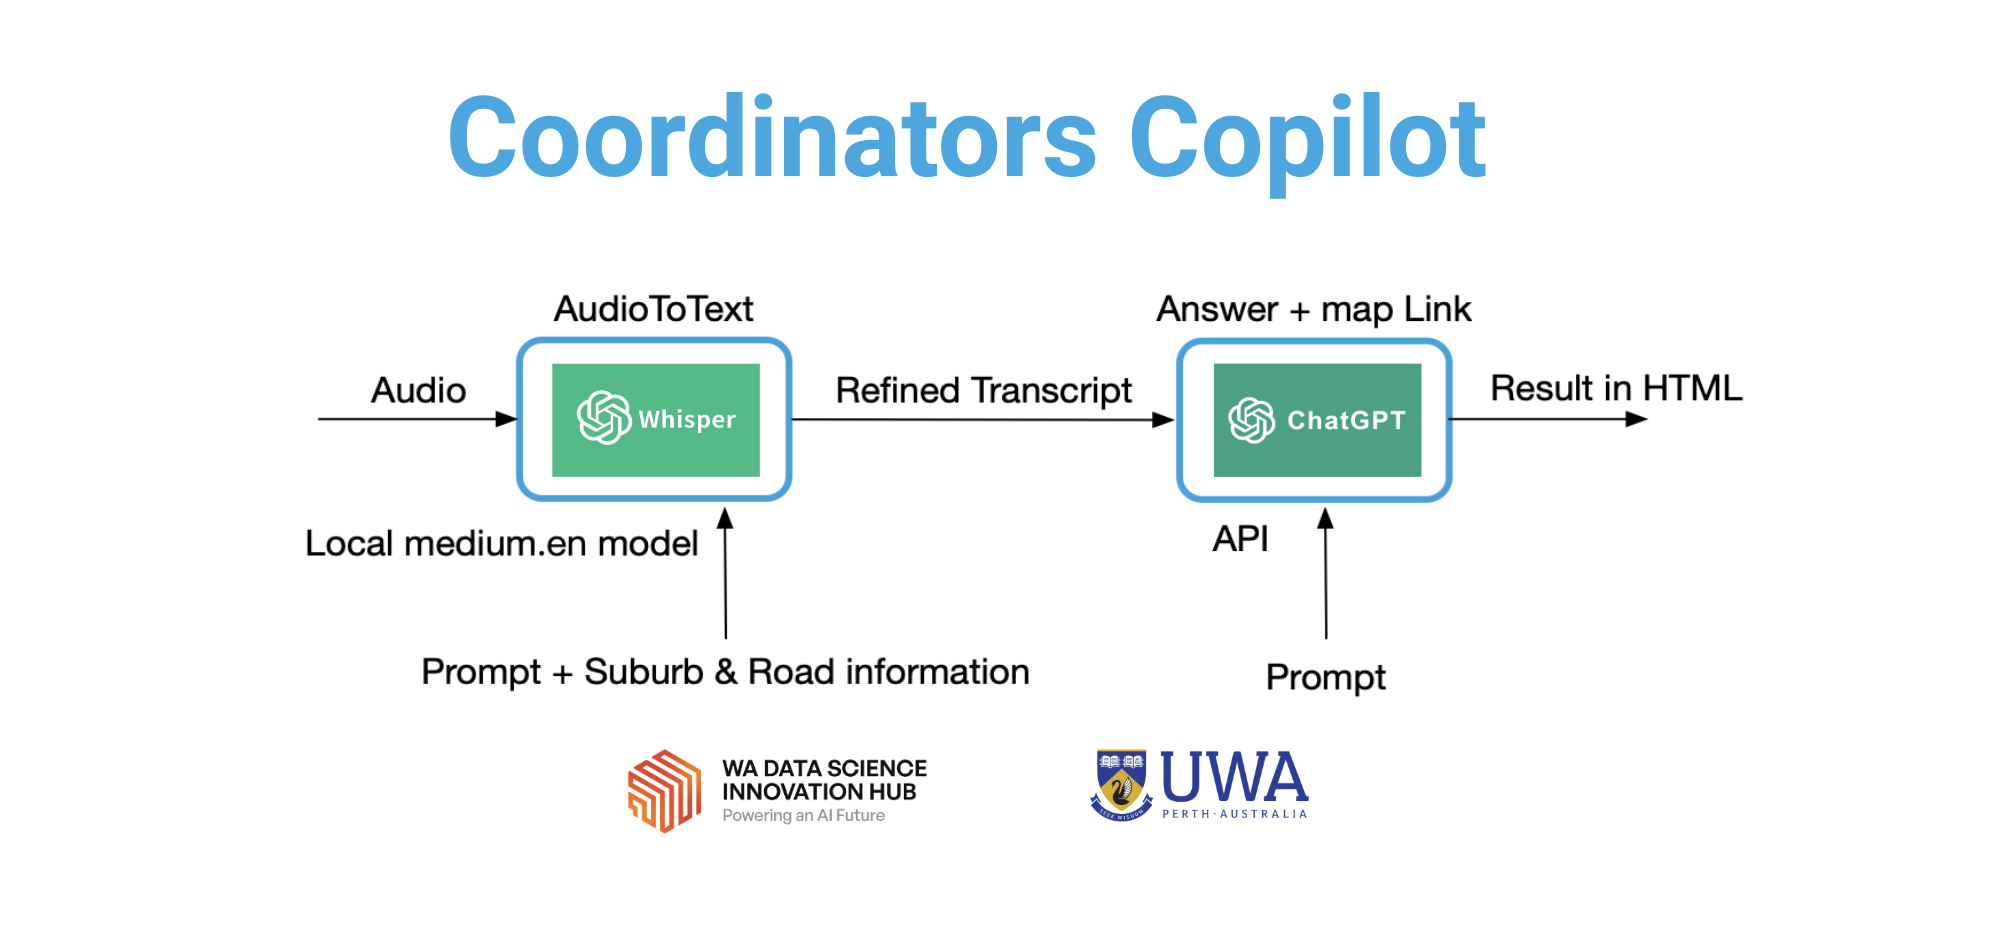 Coordinators Copilot
AudioToText
Answer + map Link
Audio
Whisper
Refined Transcript
ChatGPT
Result in HTML
Local medium.en model
API
Prompt + Suburb & Road information
Prompt
WA DATA SCIENCE
INNOVATION HUB
Powering an AI Future
UWA
PERTH·AUSTRALIA
SEEK WISDOM